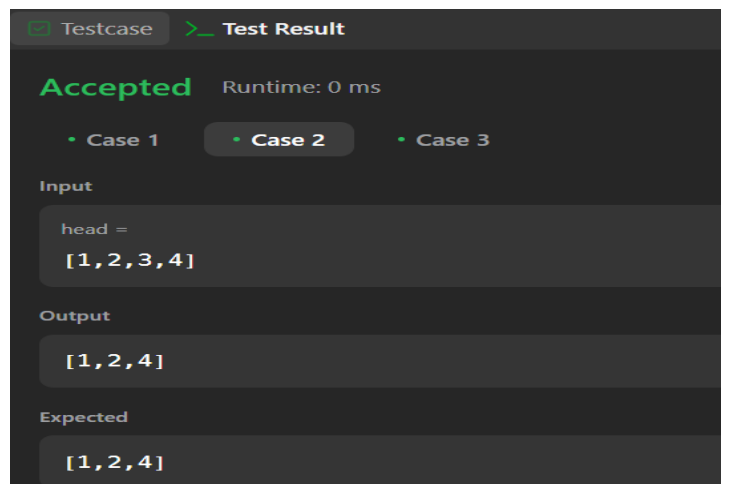 Testcase >_ Test Result
Accepted Runtime: 0 ms
• Case 1 • Case 2 • Case 3
Input
head =
[1,2,3,4]
Output
[1,2,4]
Expected
[1,2,4]